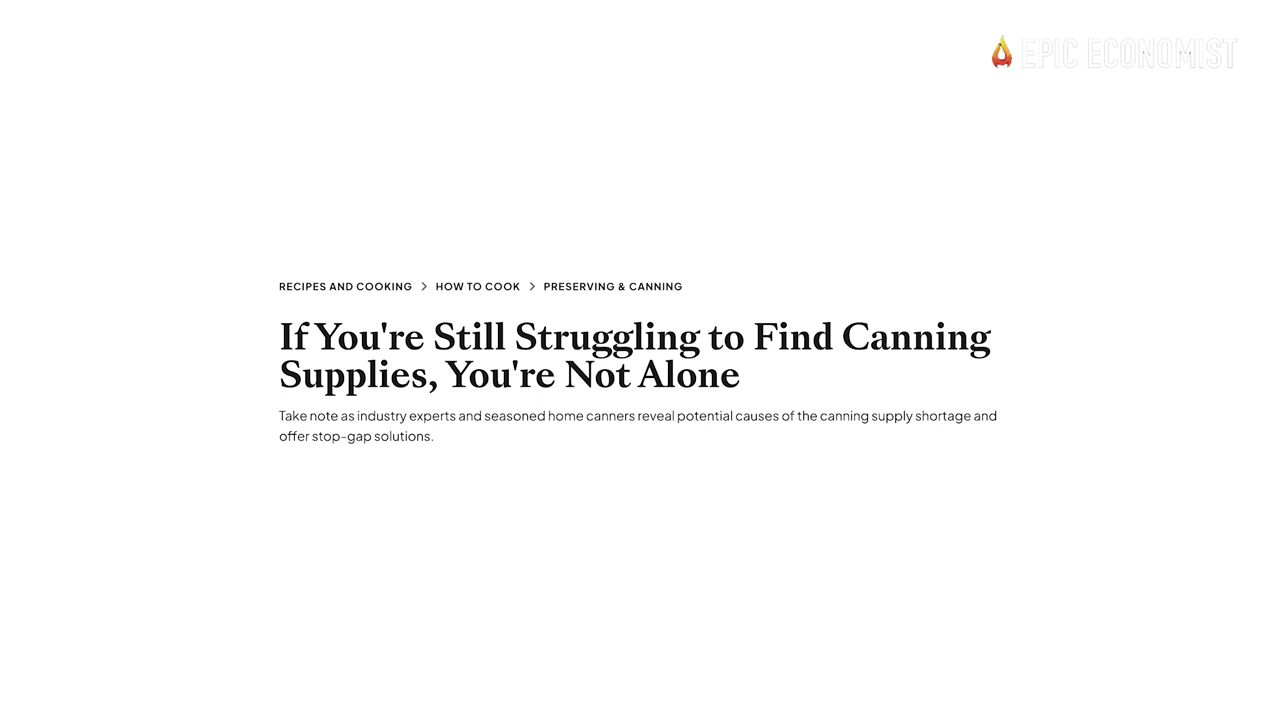 EPIC ECONOMIST
RECIPES AND COOKING > HOW TO COOK > PRESERVING & CANNING
If You're Still Struggling to Find Canning
Supplies, You're Not Alone
Take note as industry experts and seasoned home canners reveal potential causes of the canning supply shortage and
offer stop-gap solutions.